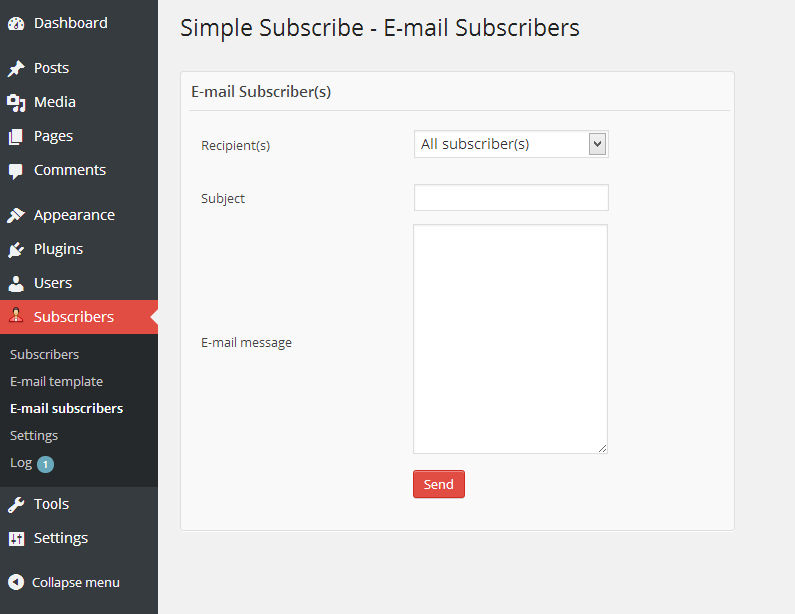 Dashboard
Posts
Media
Pages
Comments
Appearance
Plugins
Users
Subscribers
Subscribers
E-mail template
E-mail subscribers
Settings
Log 1
Tools
Settings
Collapse menu
Simple Subscribe - E-mail Subscribers
E-mail Subscriber(s)
Recipient(s) All subscriber(s)
Subject
E-mail message
Send